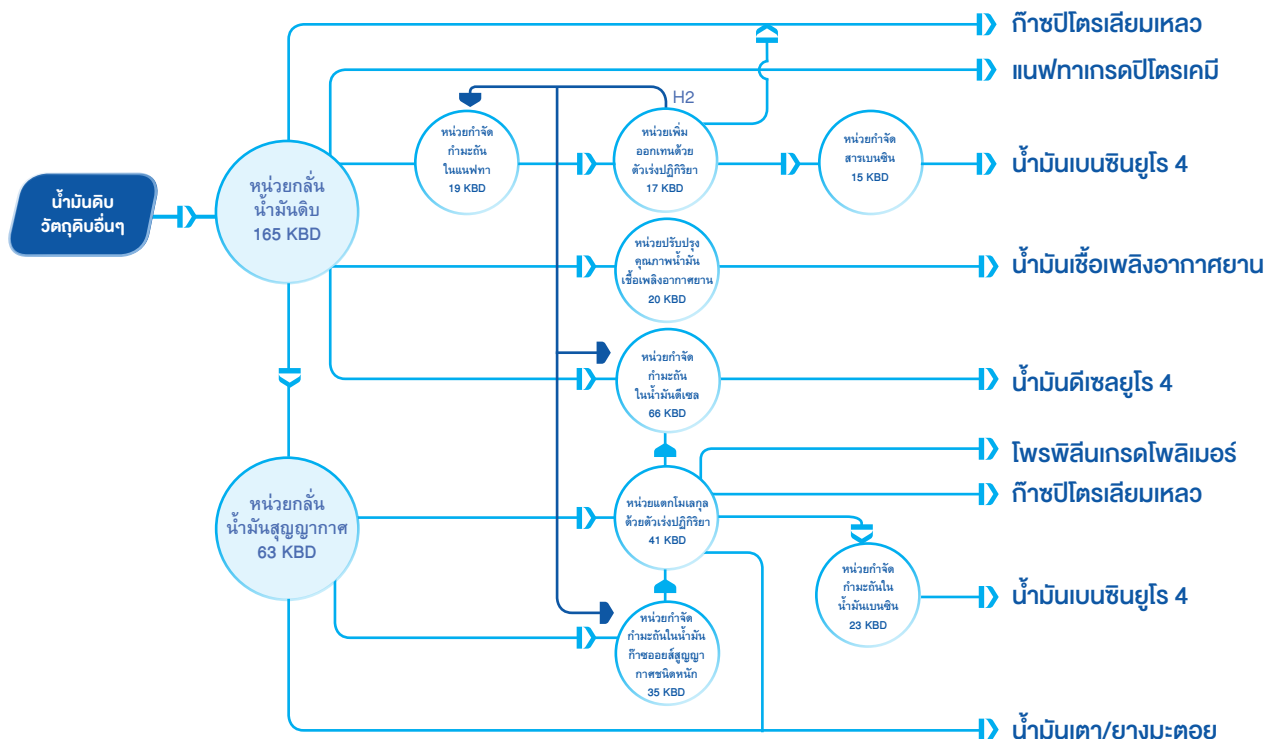 ก๊าซปิโตรเลียมเหลว
แนฟทาเกรดปิโตรเคมี
H2
หน่วยกำจัด
กำมะถัน
ในแนฟทา
19 KBD
หน่วยเพิ่ม
ออกเทนด้วย
ตัวเร่งปฏิกิริยา
17 KBD
หน่วยกำจัด
สารเบนซิน
15 KBD
น้ำมันเบนซินยูโร 4
น้ำมันดิบ
วัตถุดิบอื่นๆ
หน่วยกลั่น
น้ำมันดิบ
165 KBD
หน่วยปรับปรุง
คุณภาพน้ำมัน
เชื้อเพลิงอากาศยาน
20 KBD
น้ำมันเชื้อเพลิงอากาศยาน
หน่วยกำจัด
กำมะถัน
ในน้ำมันดีเซล
66 KBD
น้ำมันดีเซลยูโร 4
โพรพิลีนเกรดโพลิเมอร์
ก๊าซปิโตรเลียมเหลว
หน่วยกลั่น
น้ำมันสุญญากาศ
63 KBD
หน่วยแตกโมเลกุล
ด้วยตัวเร่งปฏิกิริยา
41 KBD
หน่วยกำจัด
กำมะถันใน
น้ำมันเบนซิน
23 KBD
น้ำมันเบนซินยูโร 4
หน่วยกำจัด
กำมะถันในน้ำมัน
ก๊าซออยล์สูญญา
กาศชนิดหนัก
35 KBD
น้ำมันเตา/ยางมะตอย